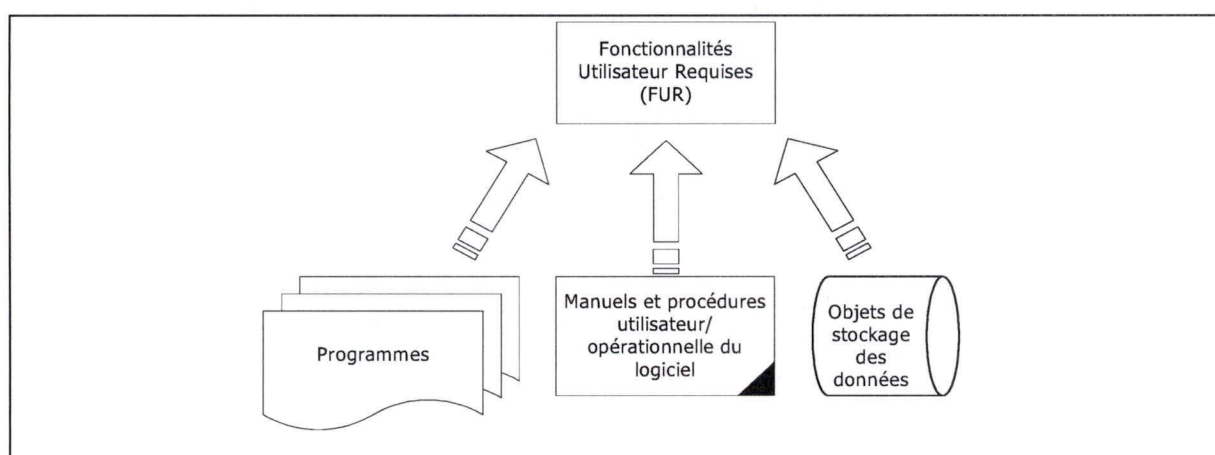 Fonctionnalités
Utilisateur Requises
(FUR)
Programmes
Manuels et procédures
utilisateur/
opérationnelle du
logiciel
Objets de
stockage
des
données